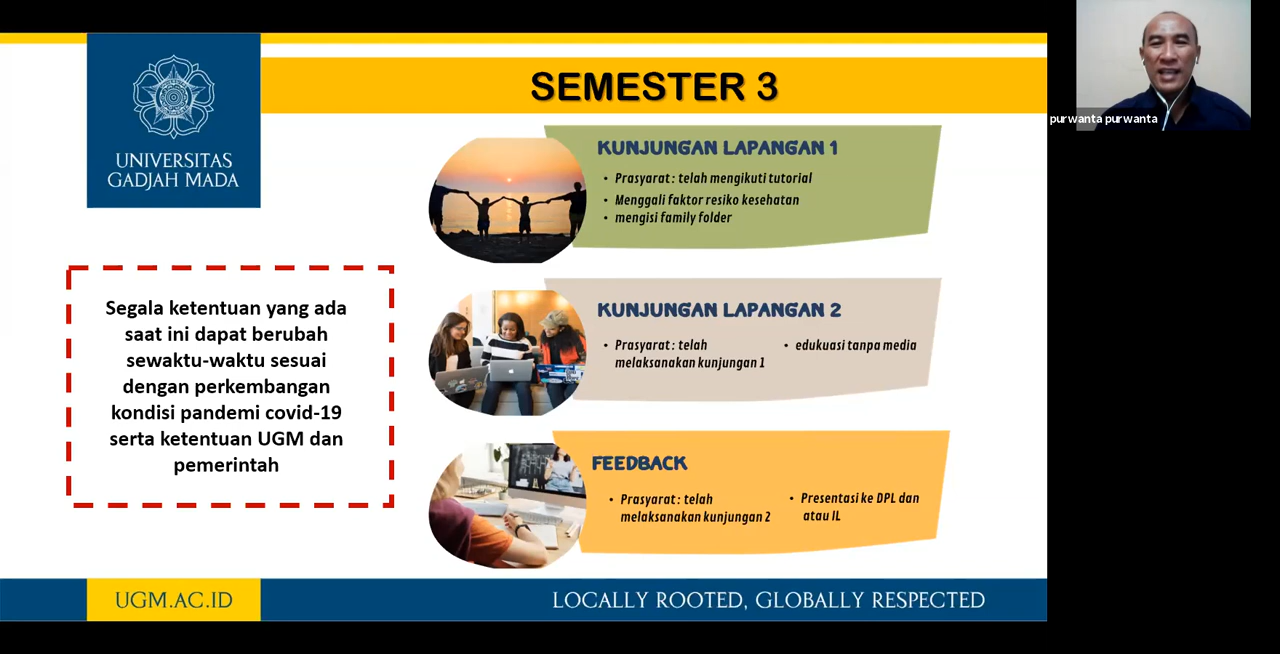 SEMESTER 3
UNIVERSITAS
GADJAH MADA
KUNJUNGAN LAPANGAN 1
• Prasyarat : telah mengikuti tutorial
• Menggali faktor resiko kesehatan
• mengisi family folder
Segala ketentuan yang ada
saat ini dapat berubah
sewaktu-waktu sesuai
dengan perkembangan
kondisi pandemi covid-19
serta ketentuan UGM dan
pemerintah
KUNJUNGAN LAPANGAN 2
• Prasyarat : telah
melaksanakan kunjungan 1
• edukuasi tanpa media
FEEDBACK
• Prasyarat : telah
melaksanakan kunjungan 2
• Presentasi ke DPL dan
atau IL
UGM.AC.ID
LOCALLY ROOTED, GLOBALLY RESPECTED
purwanta purwanta